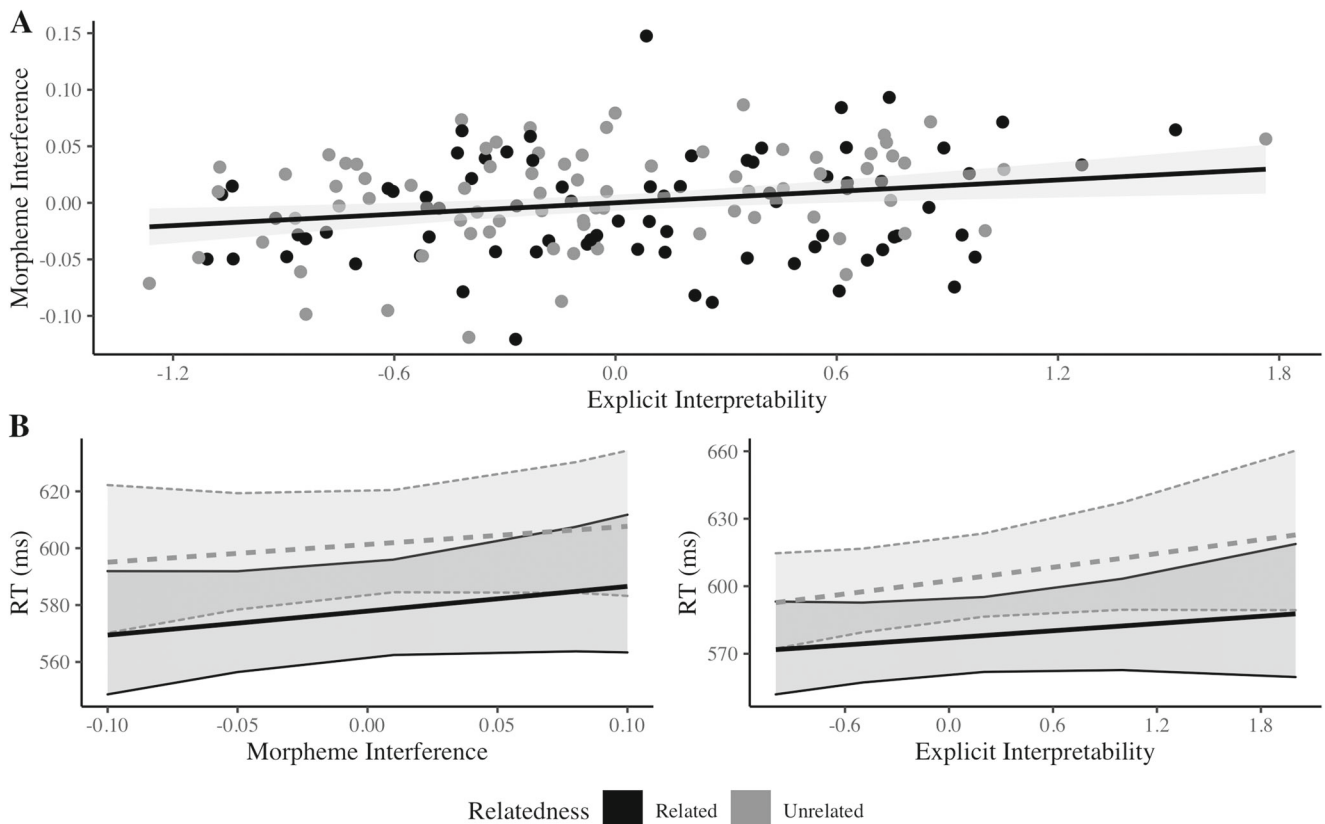 A
Morpheme Interference
0.15
0.10
0.05
0.00
-0.05
-0.10
-1.2 -0.6 0.0 0.6 1.2 1.8
Explicit Interpretability
B
RT (ms)
620
600
580
560
-0.10 -0.05 0.00 0.05 0.10
Morpheme Interference
RT (ms)
660
630
600
570
-0.6 0.0 0.6 1.2 1.8
Explicit Interpretability
Relatedness Related Unrelated